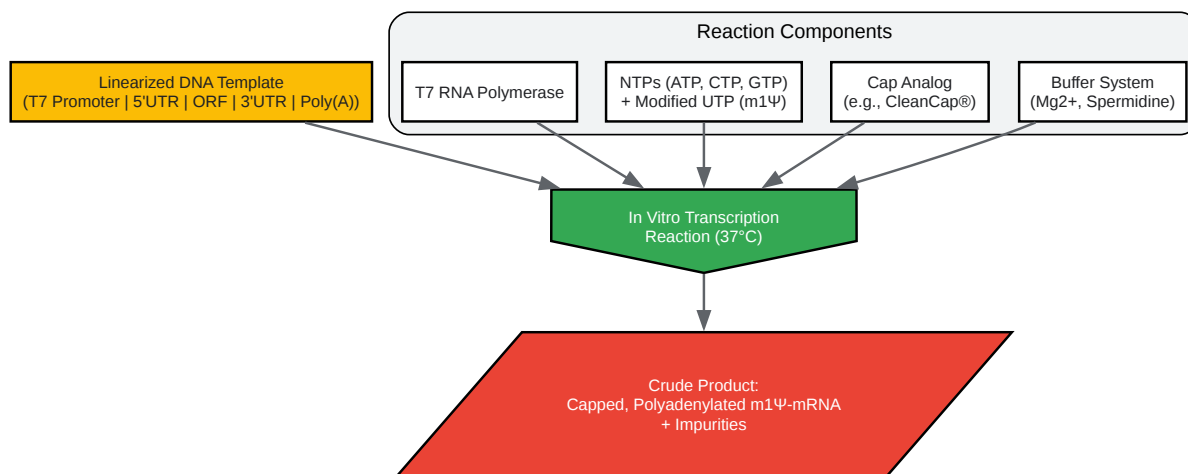 Reaction Components
Linearized DNA Template
(T7 Promoter | 5'UTR | ORF | 3'UTR | Poly(A))
T7 RNA Polymerase
NTPs (ATP, CTP, GTP)
+ Modified UTP (m1Ψ)
Cap Analog
(e.g., CleanCap®)
Buffer System
(Mg2+, Spermidine)
In Vitro Transcription
Reaction (37°C)
Crude Product:
Capped, Polyadenylated m1Ψ-mRNA
+ Impurities